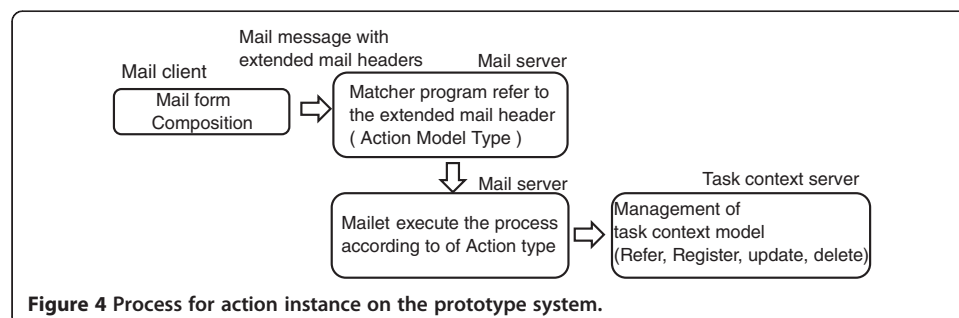 Mail message with
extended mail headers
Mail client
Mail server
Mail form
Composition
Matcher program refer to
the extended mail header
( Action Model Type )
Mail server
Task context server
Mailet execute the process
according to of Action type
Management of
task context model
(Refer, Register, update, delete)
Figure 4 Process for action instance on the prototype system.